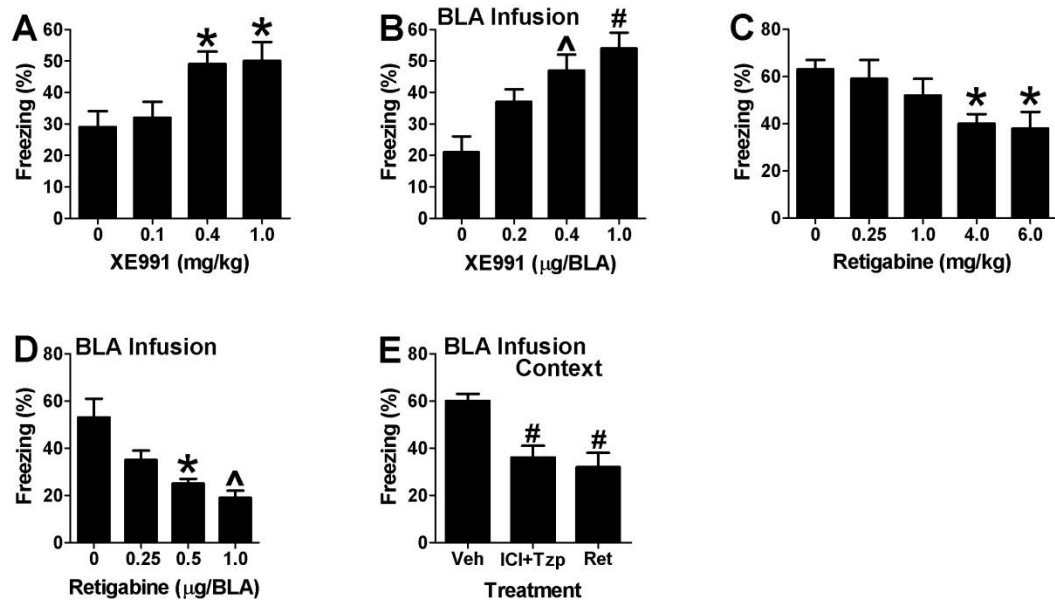 A
Freezing (%)
60
50
40
30
20
10
0
* *
0 0.1 0.4 1.0
XE991 (mg/kg)
B BLA Infusion
Freezing (%)
60
50
40
30
20
10
0
^ #
0 0.2 0.4 1.0
XE991 (μg/BLA)
C
Freezing (%)
80
60
40
20
0
* *
0 0.25 1.0 4.0 6.0
Retigabine (mg/kg)
D BLA Infusion
Freezing (%)
80
60
40
20
0
* ^
0 0.25 0.5 1.0
Retigabine (μg/BLA)
E BLA Infusion
Context
Freezing (%)
80
60
40
20
0
# #
Veh ICI+Tzp Ret
Treatment